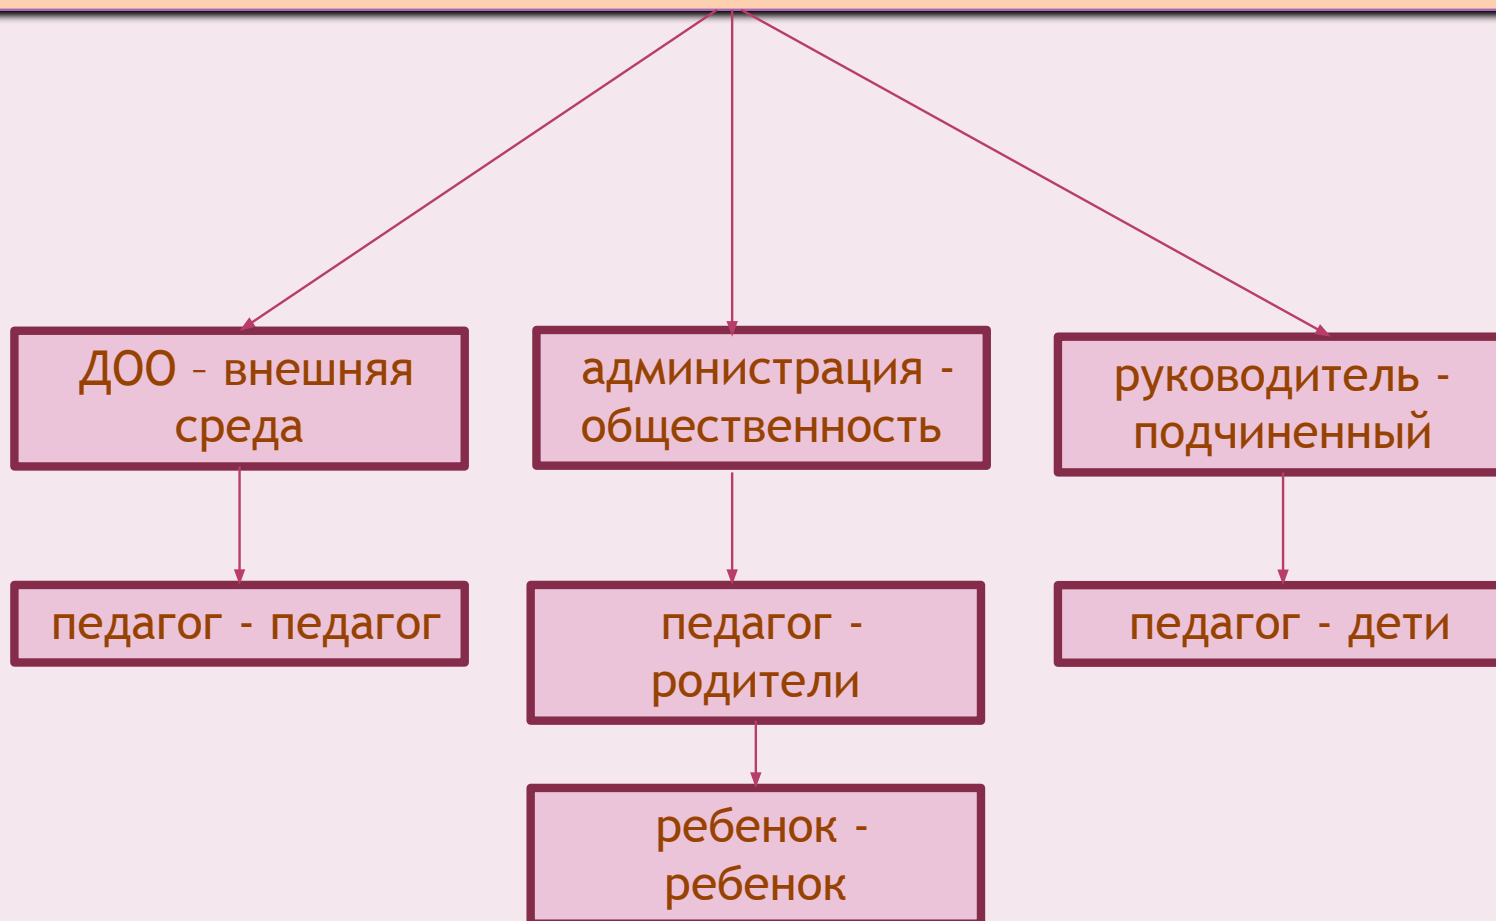 ДОО - внешняя
среда
администрация -
общественность
руководитель -
подчиненный
педагог - педагог
педагог -
родители
педагог - дети
ребенок -
ребенок